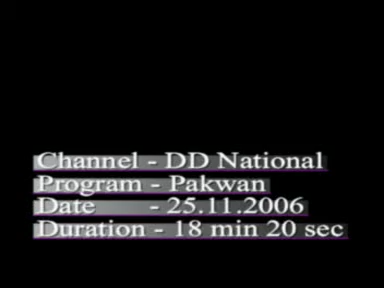 Channel - DD National
Program - Pakwan
Date - 25.11.2006
Duration - 18 min 20 sec